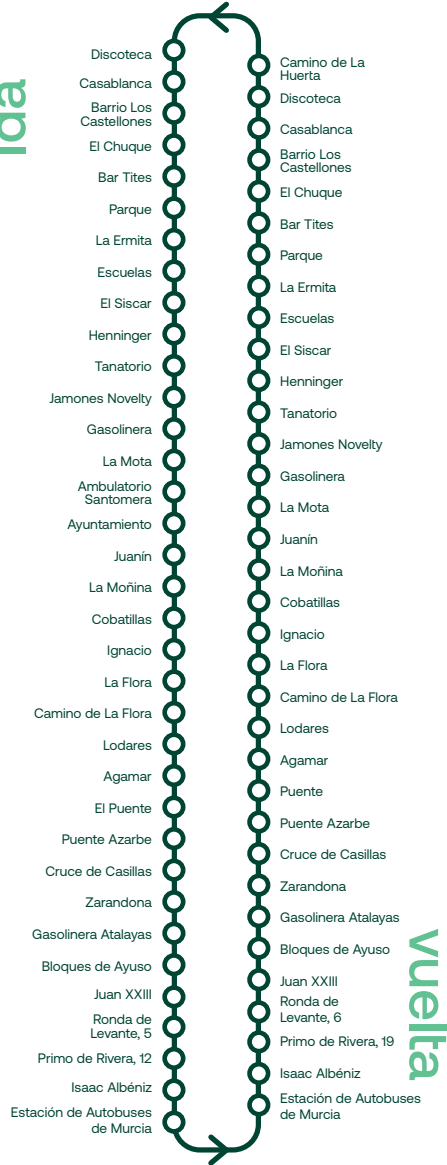 Ida
Discoteca
Casablanca
Barrio Los
Castellones
El Chuque
Bar Tites
Parque
La Ermita
Escuelas
El Siscar
Henninger
Tanatorio
Jamones Novelty
Gasolinera
La Mota
Ambulatorio
Santomera
Ayuntamiento
Juanín
La Moñina
Cobatillas
Ignacio
La Flora
Camino de La Flora
Lodares
Agamar
El Puente
Puente Azarbe
Cruce de Casillas
Zarandona
Gasolinera Atalayas
Bloques de Ayuso
Juan XXIII
Ronda de
Levante, 5
Primo de Rivera, 12
Isaac Albéniz
Estación de Autobuses
de Murcia
Camino de La
Huerta
Discoteca
Casablanca
Barrio Los
Castellones
El Chuque
Bar Tites
Parque
La Ermita
Escuelas
El Siscar
Henninger
Tanatorio
Jamones Novelty
Gasolinera
La Mota
Juanín
La Moñina
Cobatillas
Ignacio
La Flora
Camino de La Flora
Lodares
Agamar
Puente
Puente Azarbe
Cruce de Casillas
Zarandona
Gasolinera Atalayas
Bloques de Ayuso
Juan XXIII
Ronda de
Levante, 6
Primo de Rivera, 19
Isaac Albéniz
Estación de Autobuses
de Murcia
vuelta